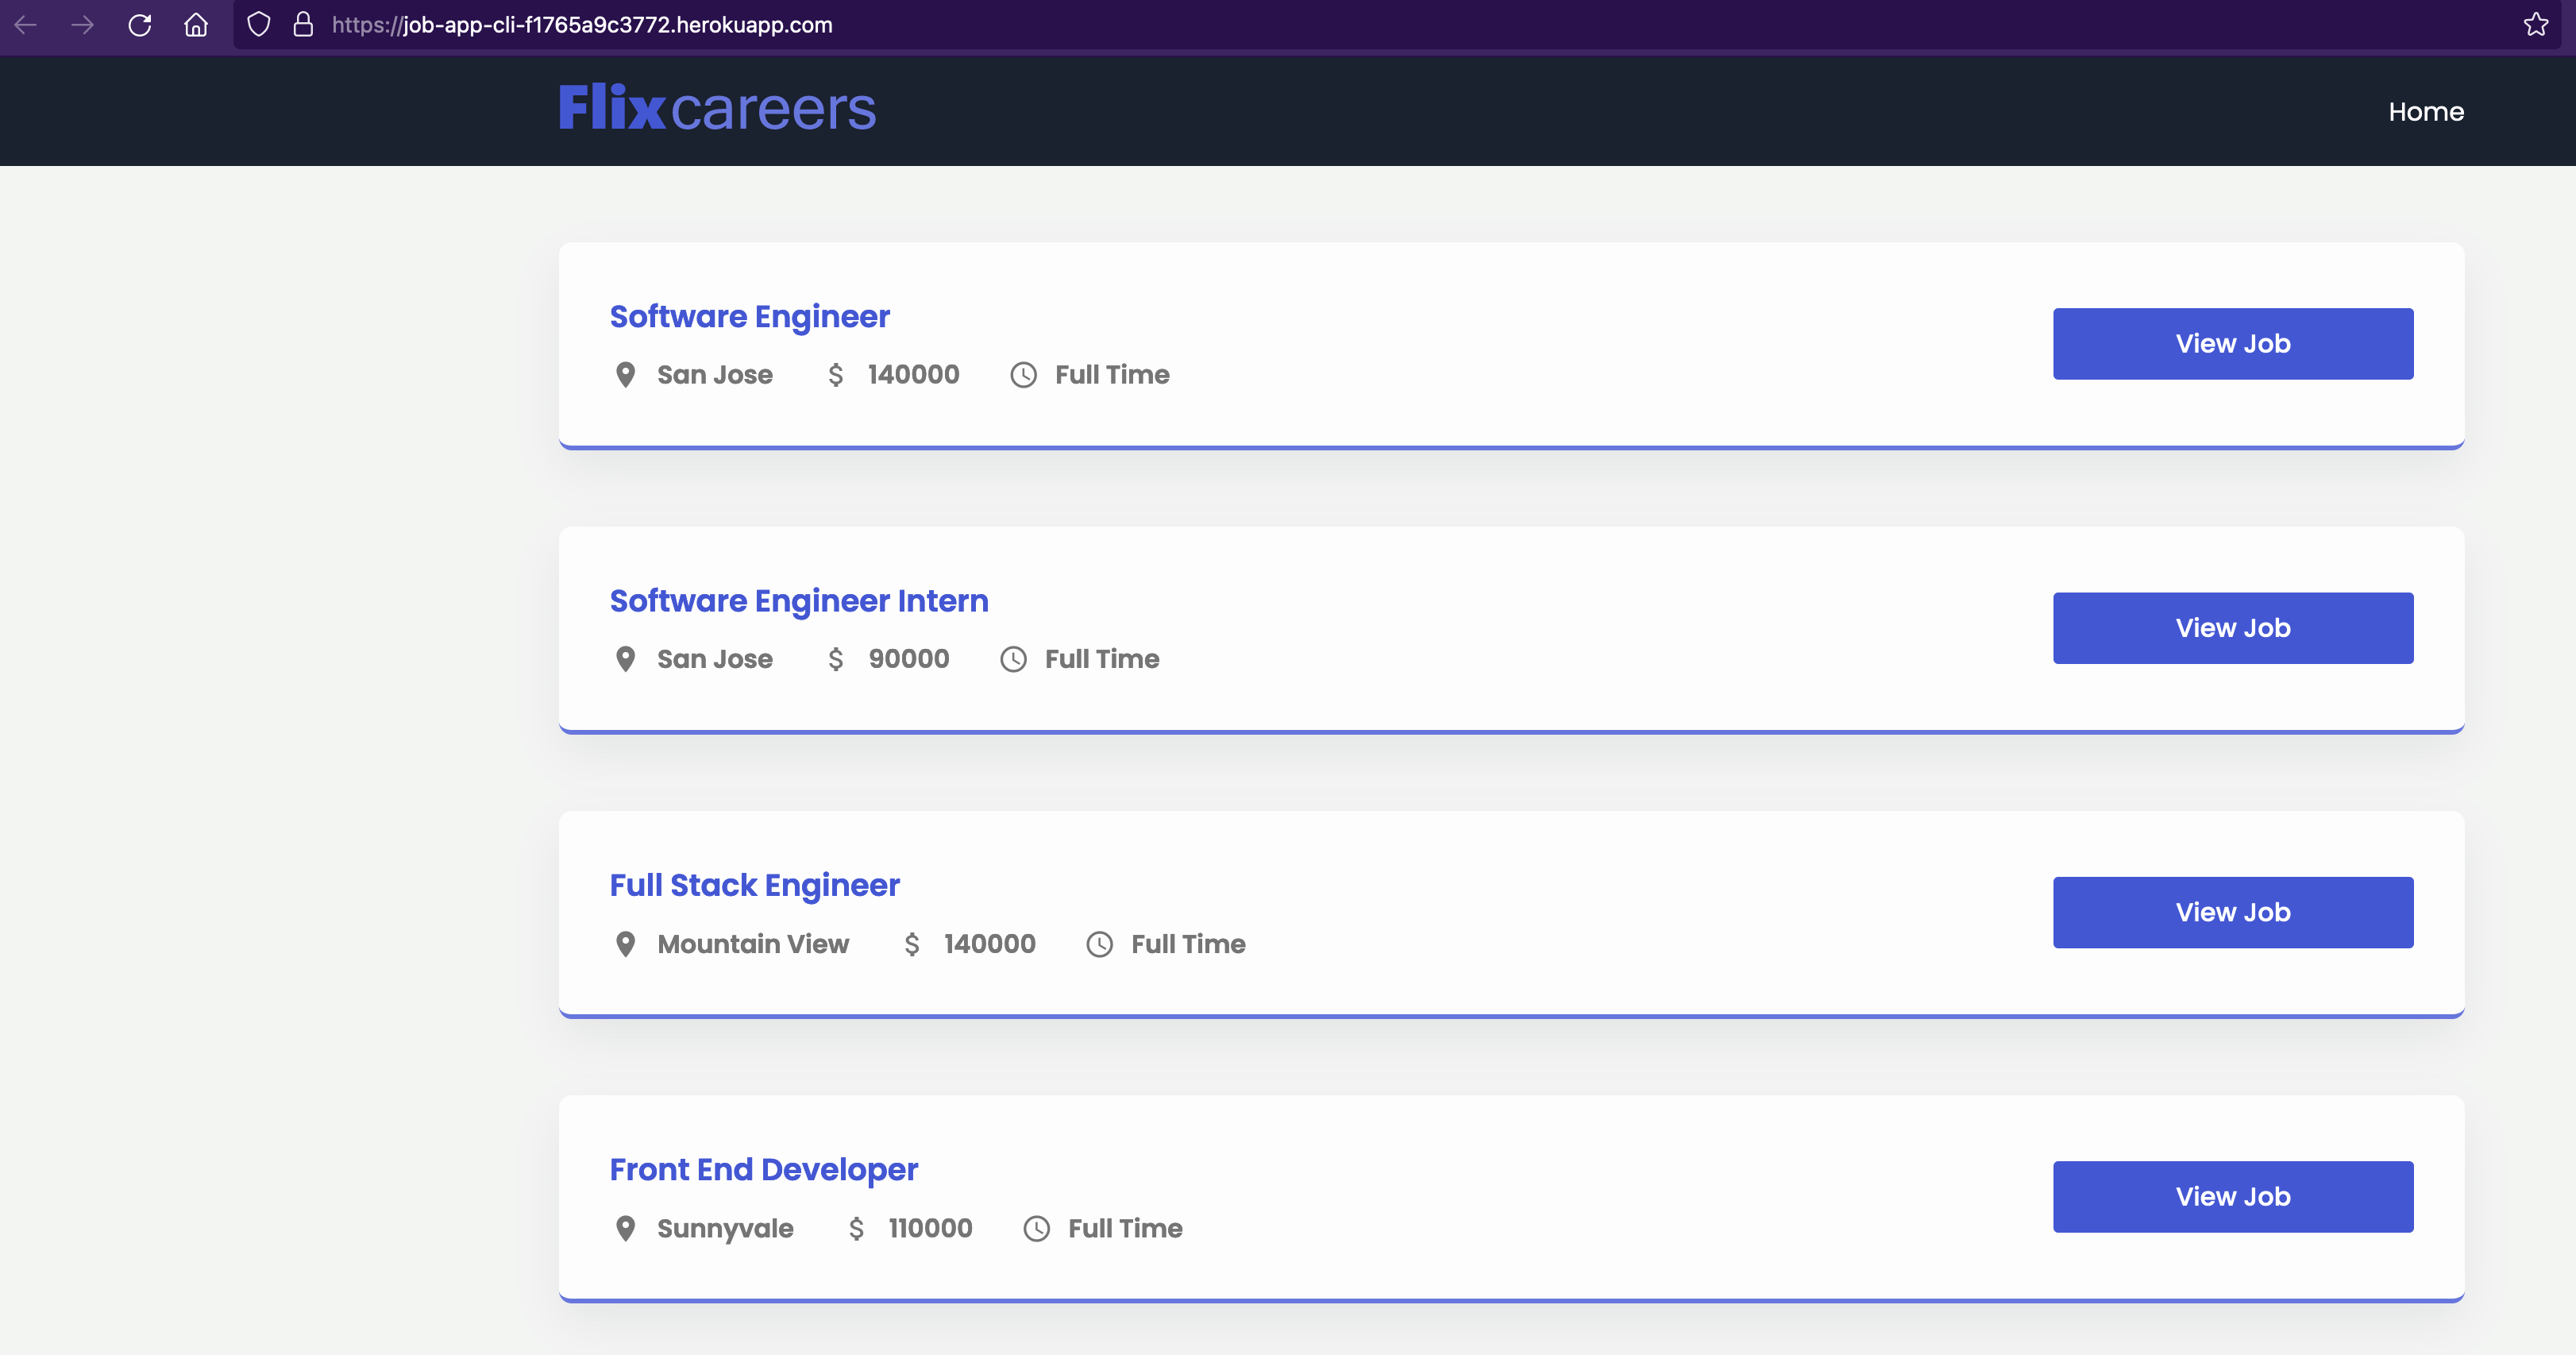 https://job-app-cli-f1765a9c3772.herokuapp.com
Flixcareers
Home
Software Engineer
San Jose $ 140000 Full Time
View Job
Software Engineer Intern
San Jose $ 90000 Full Time
View Job
Full Stack Engineer
Mountain View $ 140000 Full Time
View Job
Front End Developer
Sunnyvale $ 110000 Full Time
View Job